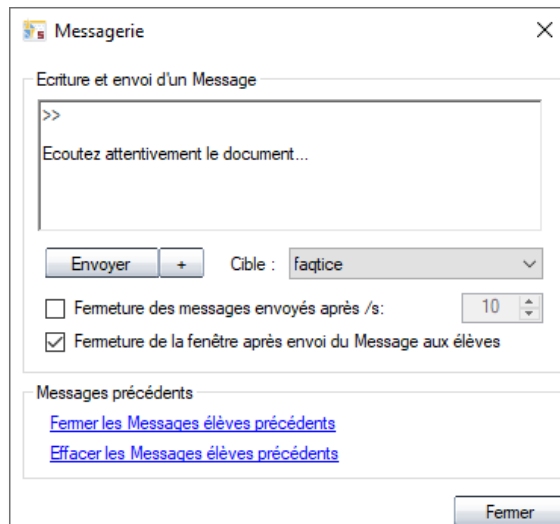 Messagerie
Ecriture et envoi d'un Message
>>
Ecoutez attentivement le document...
Envoyer + Cible : faqtice
Fermeture des messages envoyés après /s: 10
Fermeture de la fenêtre après envoi du Message aux élèves
Messages précédents
Fermer les Messages élèves précédents
Effacer les Messages élèves précédents
Fermer